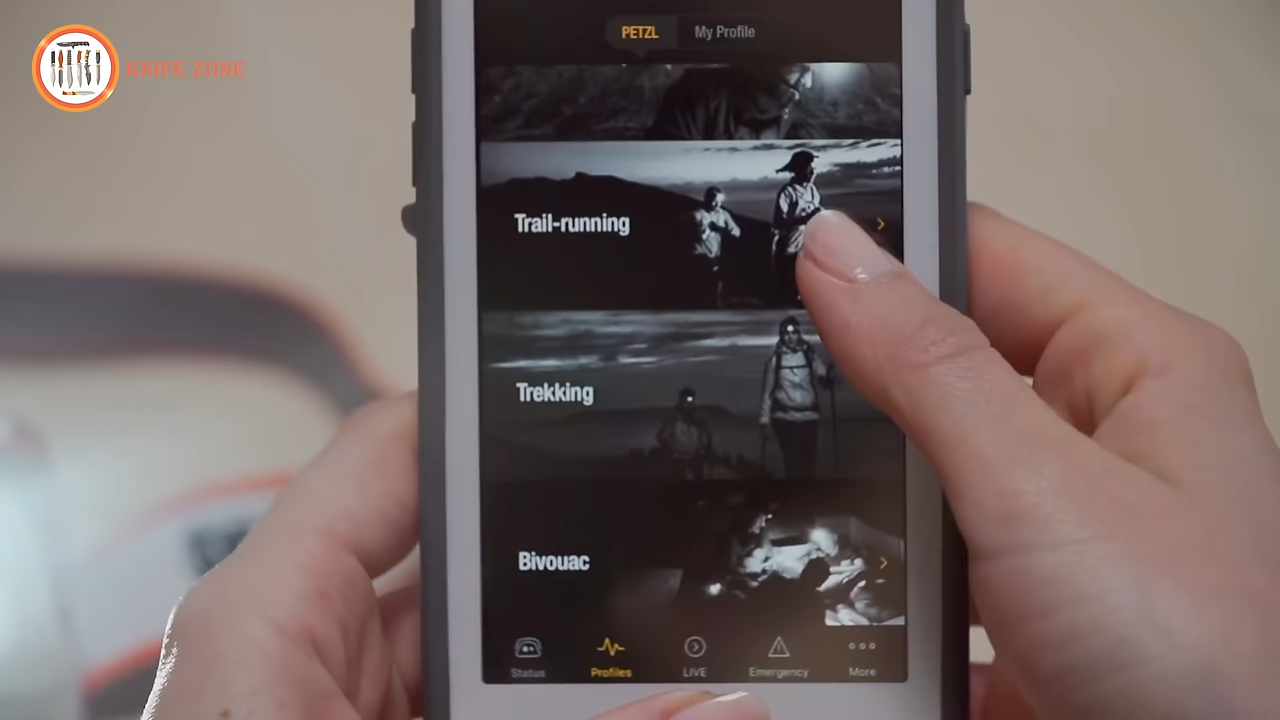 KNIFE ZONE
PETZL My Profile
Trail-running
Trekking
Bivouac
Status Profiles LIVE Emergency More